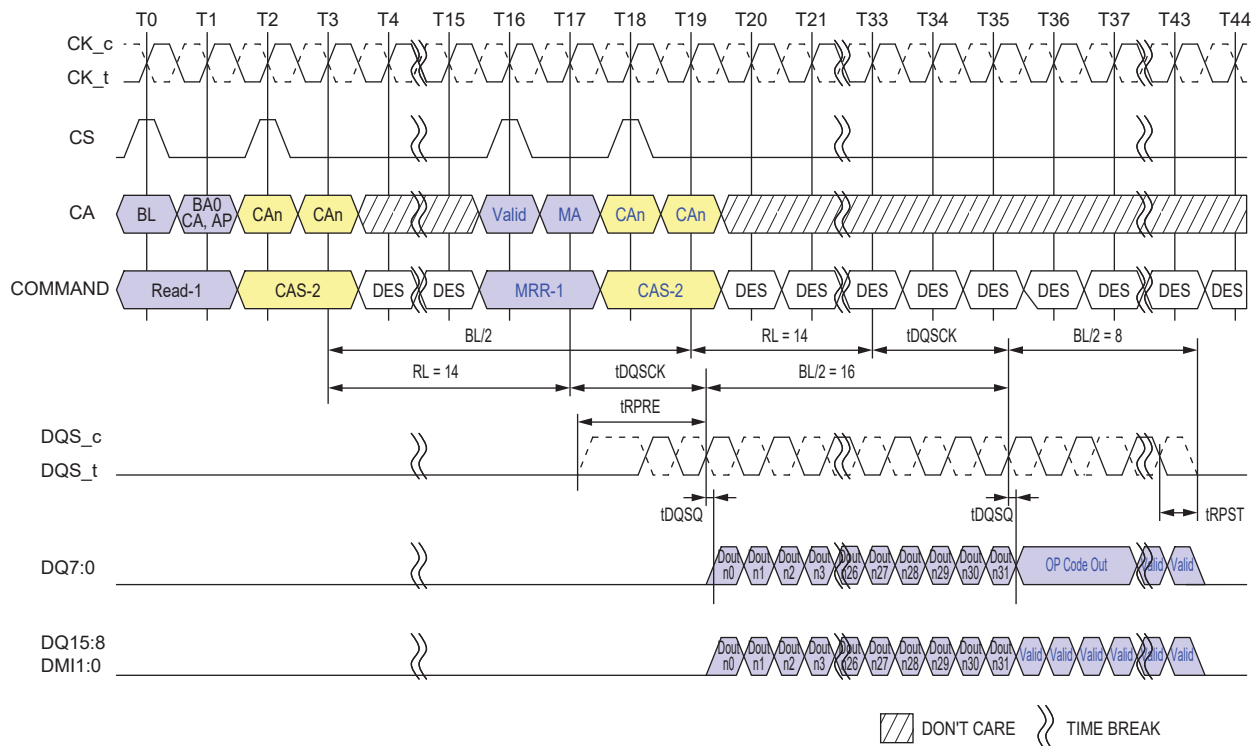 T0 T1 T2 T3 T4 T15 T16 T17 T18 T19 T20 T21 T33 T34 T35 T36 T37 T43 T44
CK_c
CK_t
CS
CA
BL
BA0
CA, AP
CAn CAn Valid MA CAn CAn
COMMAND Read-1 CAS-2 DES DES MRR-1 CAS-2 DES DES DES DES DES DES DES DES DES
BL/2 RL = 14 tDQSCK BL/2 = 8
RL = 14 tDQSCK BL/2 = 16
tRPRE
DQS_c
DQS_t
tDQSQ tDQSQ tRPST
DQ7:0
Dout Dout Dout Dout Dout Dout Dout Dout Dout Dout
n0 n1 n2 n3 n26 n27 n28 n29 n30 n31
OP Code Out Valid Valid
DQ15:8
DMI1:0
Dout Dout Dout Dout Dout Dout Dout Dout Dout Dout
n0 n1 n2 n3 n26 n27 n28 n29 n30 n31
Valid Valid Valid Valid Valid Valid
DON'T CARE TIME BREAK